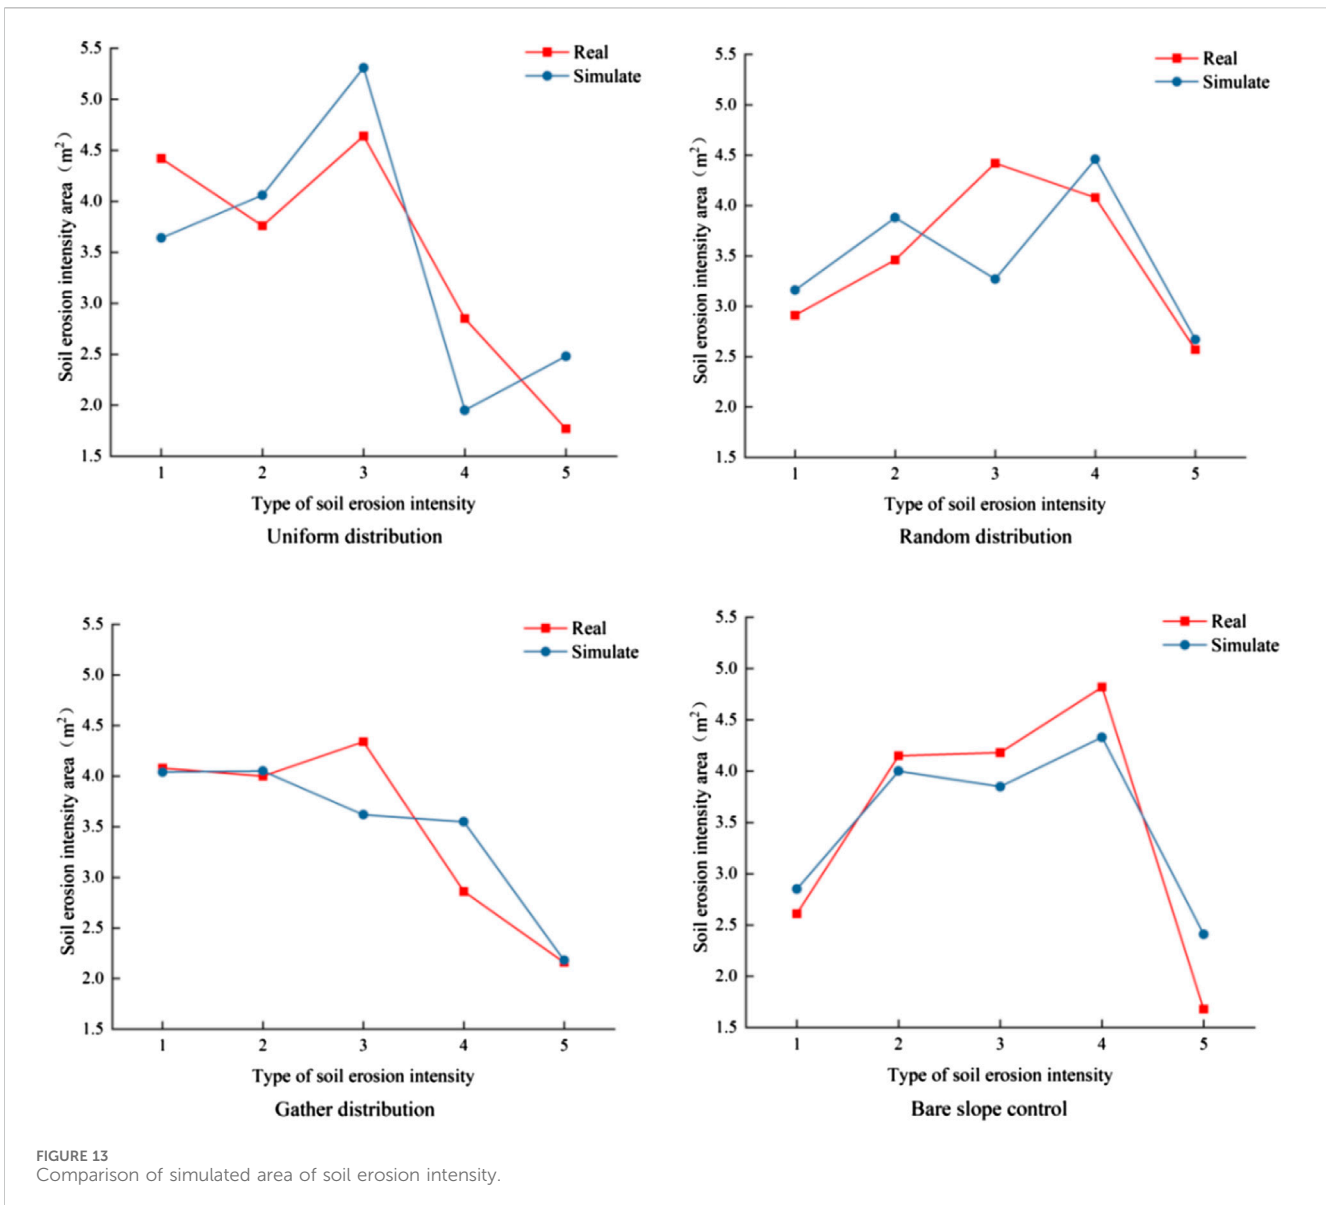 Real
Simulate
5.5
5.0
4.5
4.0
3.5
3.0
2.5
2.0
1.5
Soil erosion intensity area（m²）
1 2 3 4 5
Type of soil erosion intensity
Uniform distribution
Real
Simulate
5.5
5.0
4.5
4.0
3.5
3.0
2.5
2.0
1.5
Soil erosion intensity area（m²）
1 2 3 4 5
Type of soil erosion intensity
Random distribution
Real
Simulate
5.5
5.0
4.5
4.0
3.5
3.0
2.5
2.0
1.5
Soil erosion intensity area（m²）
1 2 3 4 5
Type of soil erosion intensity
Gather distribution
Real
Simulate
5.5
5.0
4.5
4.0
3.5
3.0
2.5
2.0
1.5
Soil erosion intensity area（m²）
1 2 3 4 5
Type of soil erosion intensity
Bare slope control
FIGURE 13
Comparison of simulated area of soil erosion intensity.